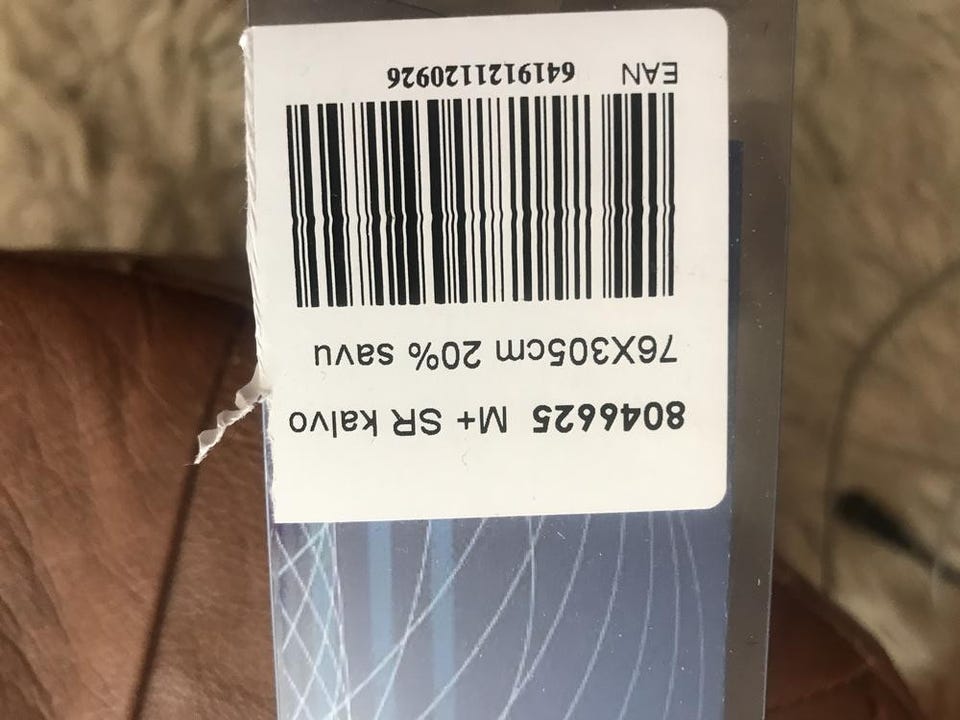 8046625 M+ SR kalvo
76X305cm 20% savu
EAN 6419121120926